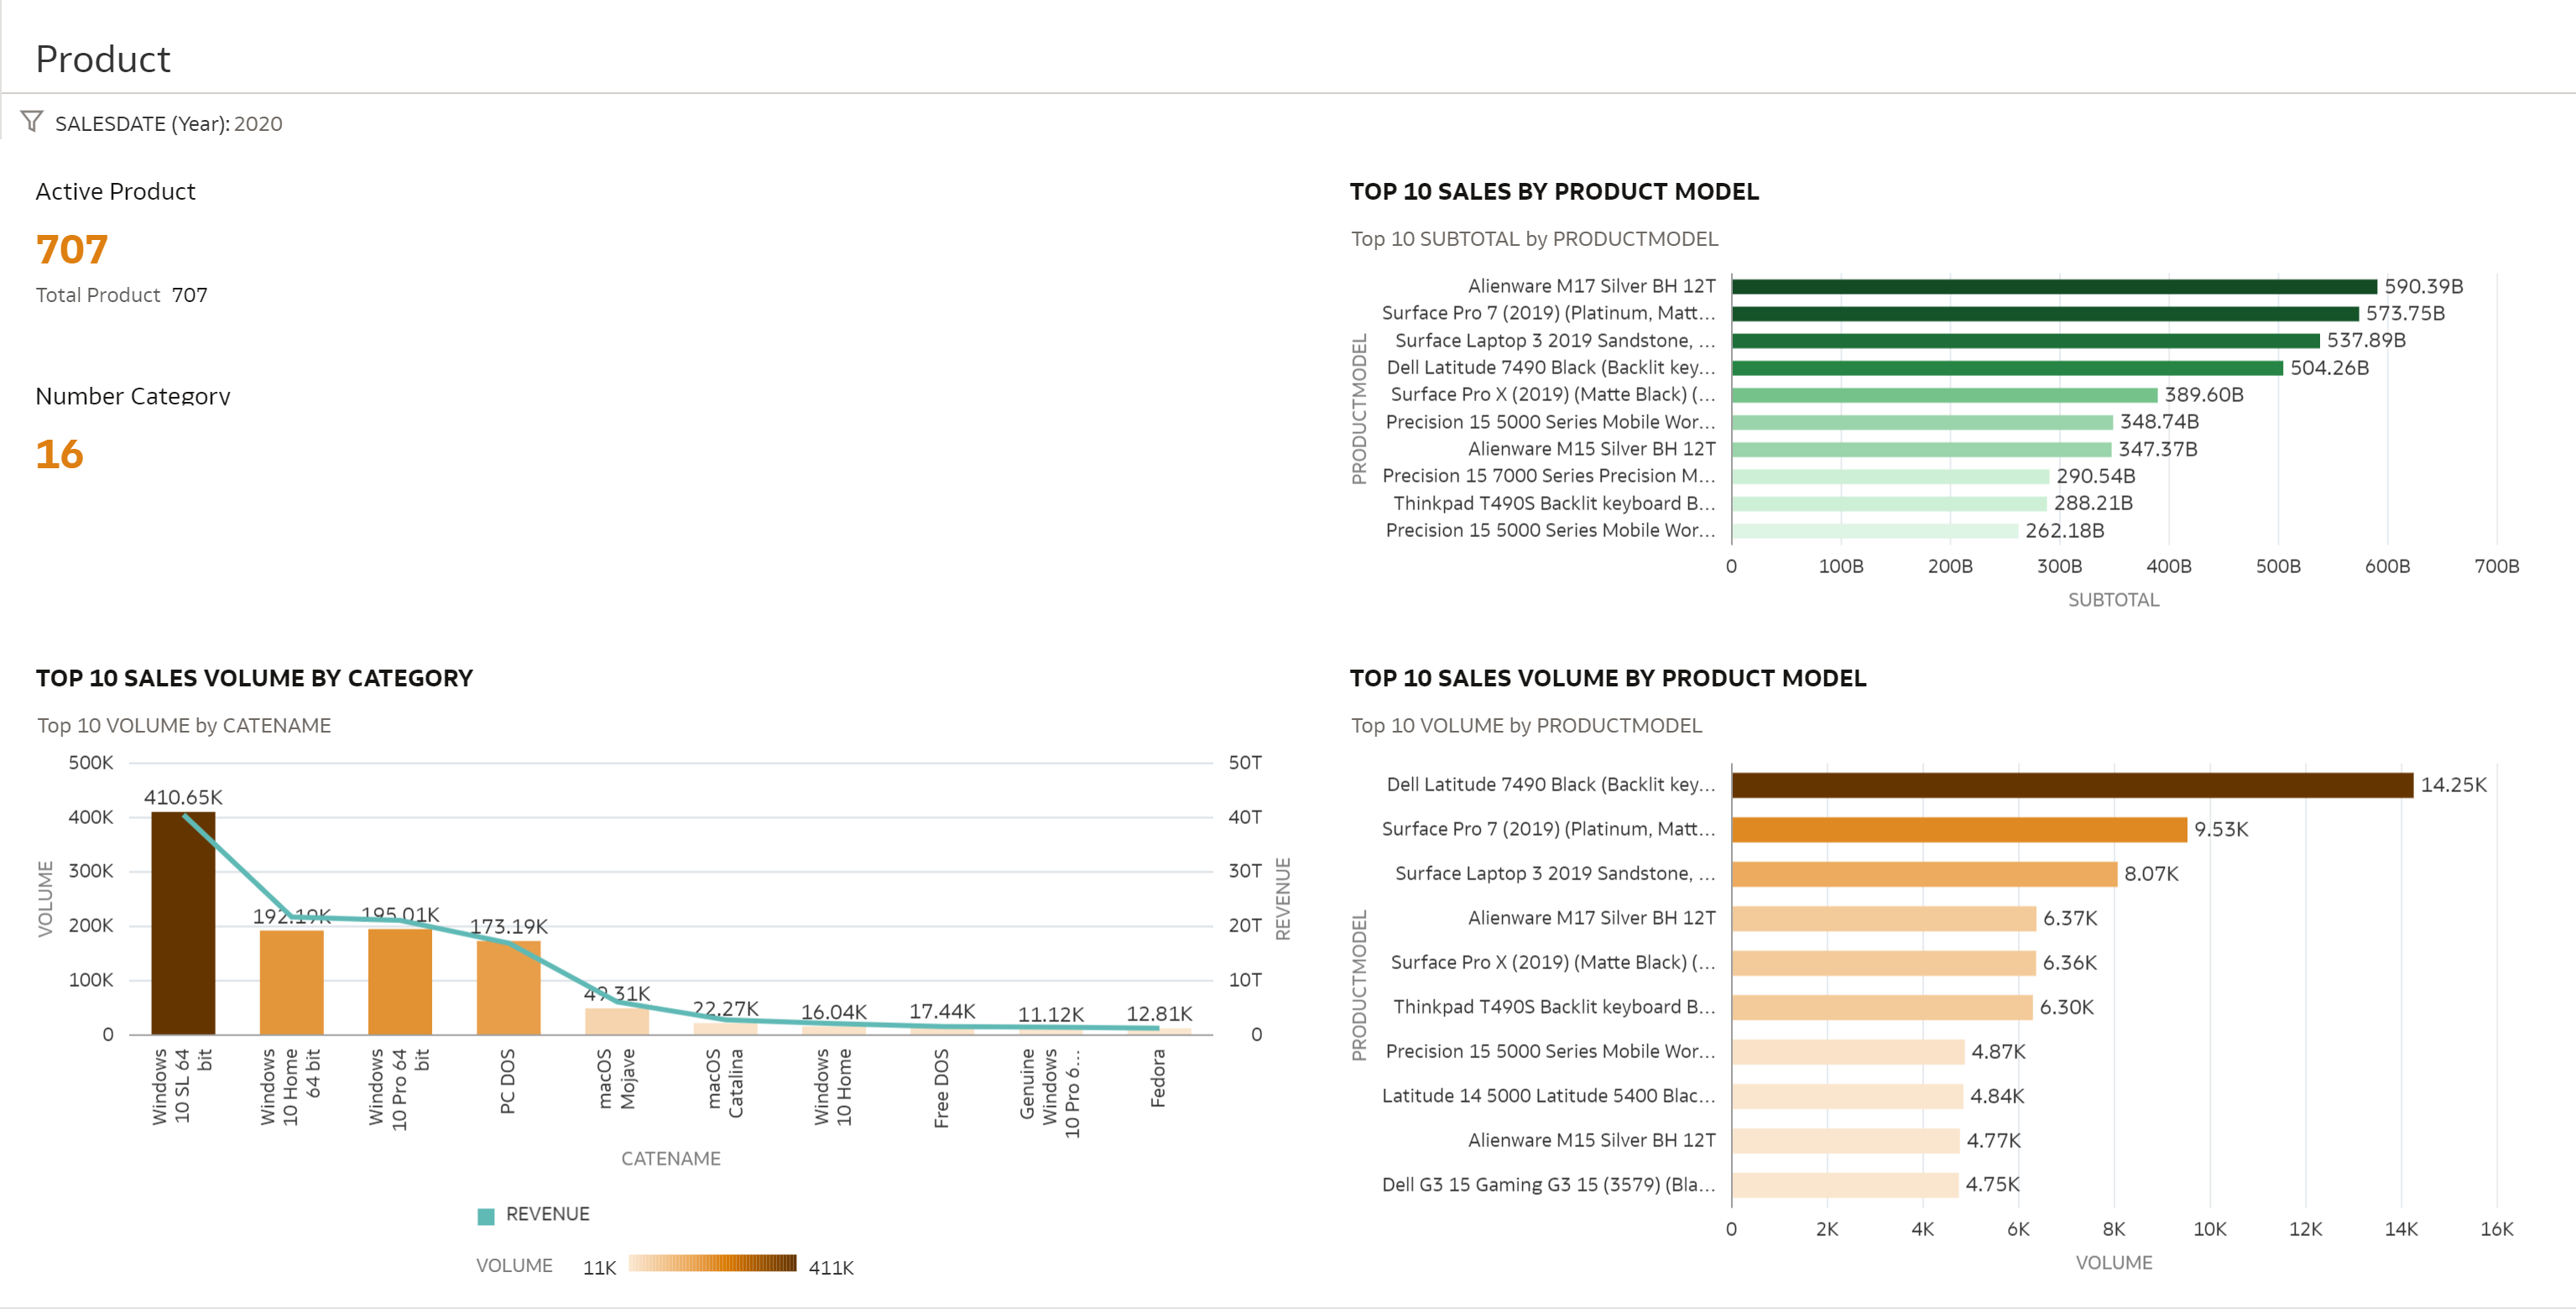 Product
SALESDATE (Year): 2020
Active Product
707
Total Product 707
Number Category
16
TOP 10 SALES BY PRODUCT MODEL
Top 10 SUBTOTAL by PRODUCTMODEL
PRODUCTMODEL
Alienware M17 Silver BH 12T 590.39B
Surface Pro 7 (2019) (Platinum, Matt... 573.75B
Surface Laptop 3 2019 Sandstone, ... 537.89B
Dell Latitude 7490 Black (Backlit key... 504.26B
Surface Pro X (2019) (Matte Black) (... 389.60B
Precision 15 5000 Series Mobile Wor... 348.74B
Alienware M15 Silver BH 12T 347.37B
Precision 15 7000 Series Precision M... 290.54B
Thinkpad T490S Backlit keyboard B... 288.21B
Precision 15 5000 Series Mobile Wor... 262.18B
0 100B 200B 300B 400B 500B 600B 700B
SUBTOTAL
TOP 10 SALES VOLUME BY CATEGORY
Top 10 VOLUME by CATENAME
VOLUME
500K
400K
300K
200K
100K
0
410.65K
192.19K
195.01K
173.19K
49.31K
22.27K
16.04K
17.44K
11.12K
12.81K
50T
40T
30T
20T
10T
0
REVENUE
Windows
10 SL 64
bit
Windows
10 Home
64 bit
Windows
10 Pro 64
bit
PC DOS
macOS
Mojave
macOS
Catalina
Windows
10 Home
Free DOS
Genuine
Windows
10 Pro 6...
Fedora
CATENAME
REVENUE
VOLUME 11K 411K
TOP 10 SALES VOLUME BY PRODUCT MODEL
Top 10 VOLUME by PRODUCTMODEL
PRODUCTMODEL
Dell Latitude 7490 Black (Backlit key... 14.25K
Surface Pro 7 (2019) (Platinum, Matt... 9.53K
Surface Laptop 3 2019 Sandstone, ... 8.07K
Alienware M17 Silver BH 12T 6.37K
Surface Pro X (2019) (Matte Black) (... 6.36K
Thinkpad T490S Backlit keyboard B... 6.30K
Precision 15 5000 Series Mobile Wor... 4.87K
Latitude 14 5000 Latitude 5400 Blac... 4.84K
Alienware M15 Silver BH 12T 4.77K
Dell G3 15 Gaming G3 15 (3579) (Bla... 4.75K
0 2K 4K 6K 8K 10K 12K 14K 16K
VOLUME